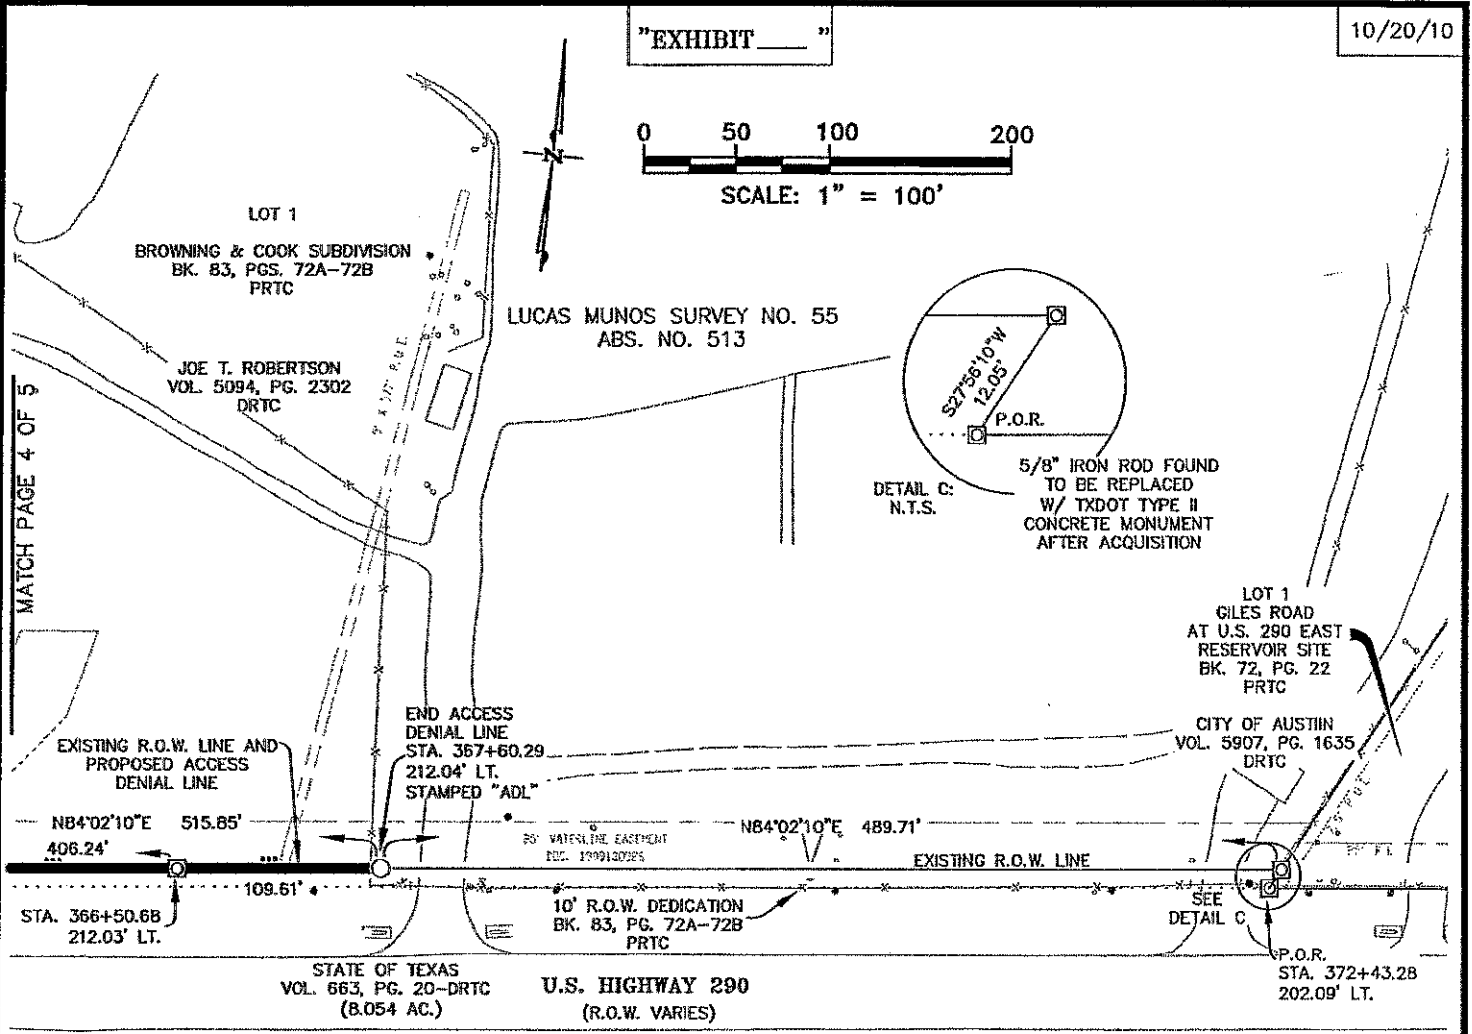 "EXHIBIT____ "
10/20/10
0 50 100 200
SCALE: 1" = 100'
N
LOT 1
BROWNING & COOK SUBDIVISION
BK. 83, PGS. 72A-72B
PRTC
LUCAS MUNOS SURVEY NO. 55
ABS. NO. 513
JOE T. ROBERTSON
VOL. 5094, PG. 2302
DRTC
MATCH PAGE 4 OF 5
S27°56'10"W
12.05'
P.O.R.
DETAIL C:
N.T.S.
5/8" IRON ROD FOUND
TO BE REPLACED
W/ TXDOT TYPE II
CONCRETE MONUMENT
AFTER ACQUISITION
LOT 1
GILES ROAD
AT U.S. 290 EAST
RESERVOIR SITE
BK. 72, PG. 22
PRTC
CITY OF AUSTIIN
VOL. 5907, PG. 1635
DRTC
END ACCESS
DENIAL LINE
STA. 367+60.29
212.04' LT.
STAMPED "ADL"
EXISTING R.O.W. LINE AND
PROPOSED ACCESS
DENIAL LINE
N84°02'10"E 515.85'
406.24'
109.61'
STA. 366+50.68
212.03' LT.
WATERLINE EASEMENT
N84°02'10"E 489.71'
EXISTING R.O.W. LINE
10' R.O.W. DEDICATION
BK. 83, PG. 72A-72B
PRTC
SEE
DETAIL C
P.O.R.
STA. 372+43.28
202.09' LT.
STATE OF TEXAS
VOL. 663, PG. 20-DRTC
(8.054 AC.)
U.S. HIGHWAY 290
(R.O.W. VARIES)